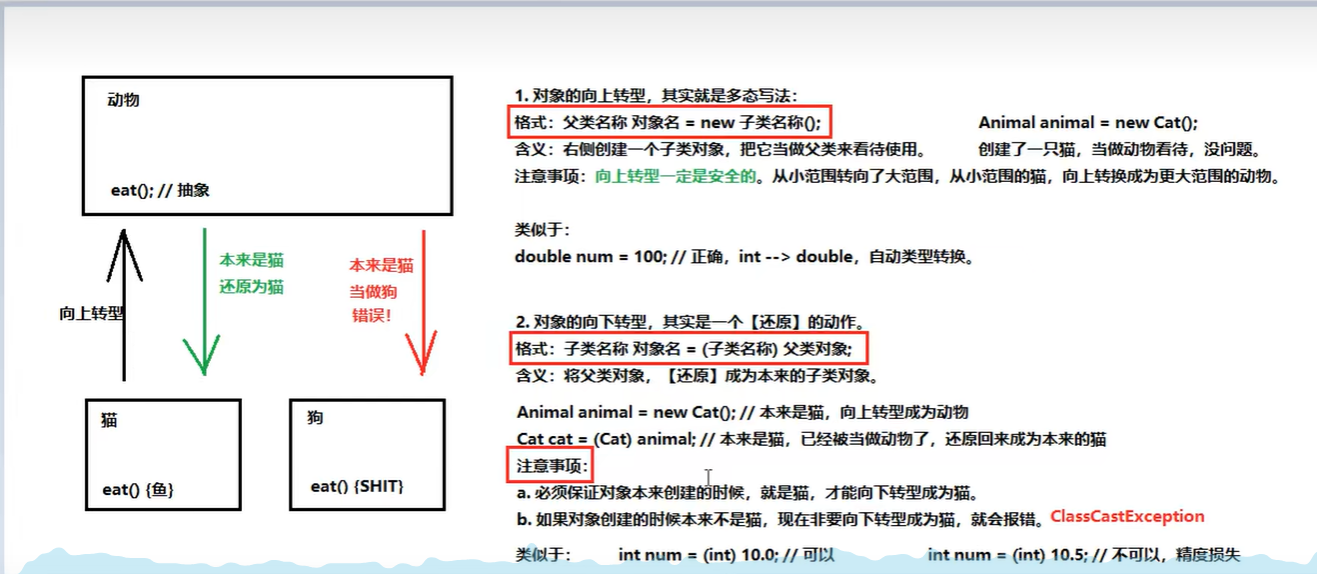 动物
eat(); // 抽象
本来是猫
还原为猫
本来是猫
当做狗
错误！
向上转型
猫
eat() {鱼}
狗
eat() {SHIT}
1. 对象的向上转型，其实就是多态写法：
格式：父类名称 对象名 = new 子类名称();
Animal animal = new Cat();
含义：右侧创建一个子类对象，把它当做父类来看待使用。
创建了一只猫，当做动物看待，没问题。
注意事项：向上转型一定是安全的。从小范围转向了大范围，从小范围的猫，向上转换成为更大范围的动物。
类似于：
double num = 100; // 正确，int --> double，自动类型转换。
2. 对象的向下转型，其实是一个【还原】的动作。
格式：子类名称 对象名 = (子类名称) 父类对象;
含义：将父类对象，【还原】成为本来的子类对象。
Animal animal = new Cat(); // 本来是猫，向上转型成为动物
Cat cat = (Cat) animal; // 本来是猫，已经被当做动物了，还原回来成为本来的猫
注意事项：
a. 必须保证对象本来创建的时候，就是猫，才能向下转型成为猫。
b. 如果对象创建的时候本来不是猫，现在非要向下转型成为猫，就会报错。ClassCastException
类似于： int num = (int) 10.0; // 可以 int num = (int) 10.5; // 不可以，精度损失